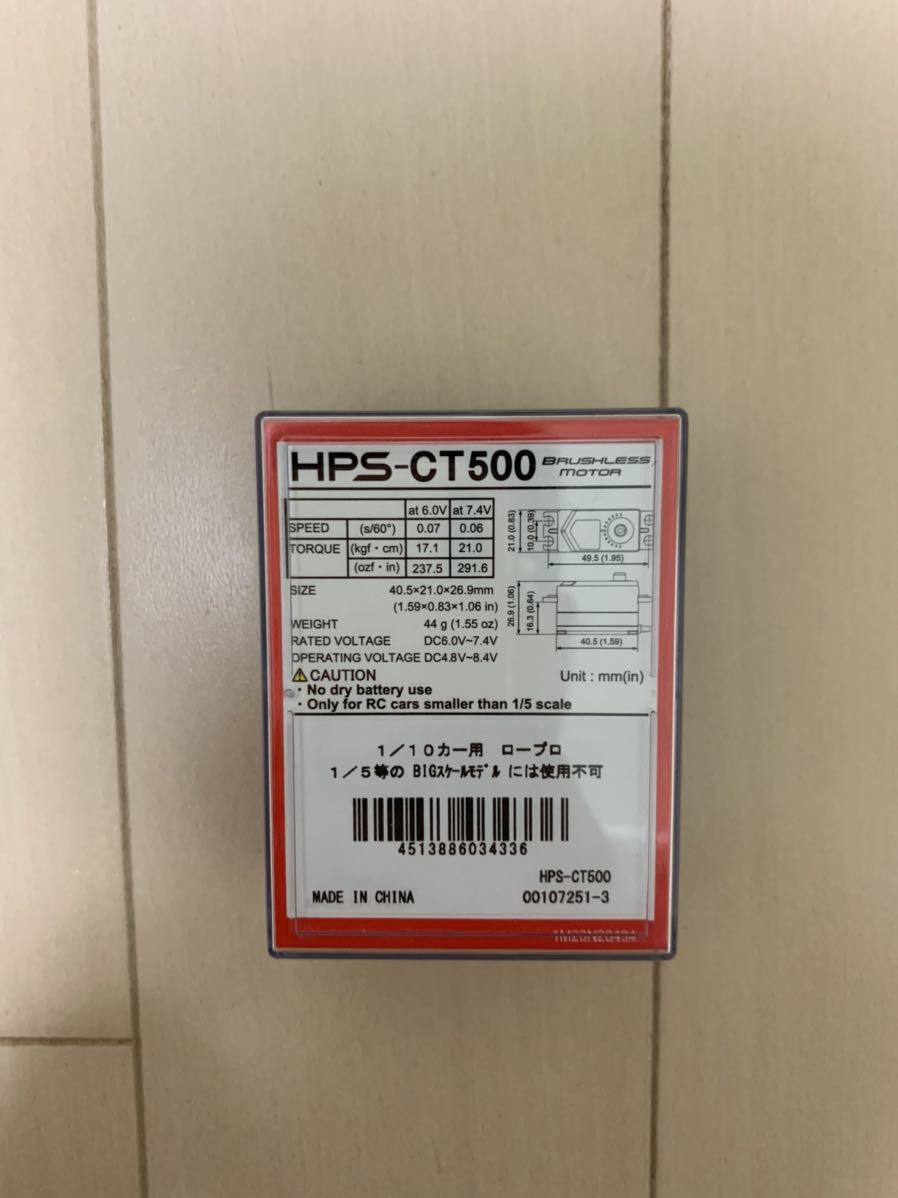 HPS-CT500 BRUSHLESS MOTOR
at 6.0V at 7.4V
SPEED (s/60°) 0.07 0.06
TORQUE (kgf・cm) 17.1 21.0
(ozf・in) 237.5 291.6
SIZE 40.5×21.0×26.9mm
(1.59×0.83×1.06 in)
WEIGHT 44 g (1.55 oz)
RATED VOLTAGE DC6.0V~7.4V
OPERATING VOLTAGE DC4.8V~8.4V
21.0 (0.83)
10.0 (0.39)
49.5 (1.95)
26.9 (1.06)
16.3 (0.64)
40.5 (1.59)
Unit : mm(in)
CAUTION
・No dry battery use
・Only for RC cars smaller than 1/5 scale
1／10カー用 ロープロ
1／5等の BIGｽｹｰﾙﾓﾃﾞﾙ には使用不可
4513886034336
HPS-CT500
MADE IN CHINA 00107251-3